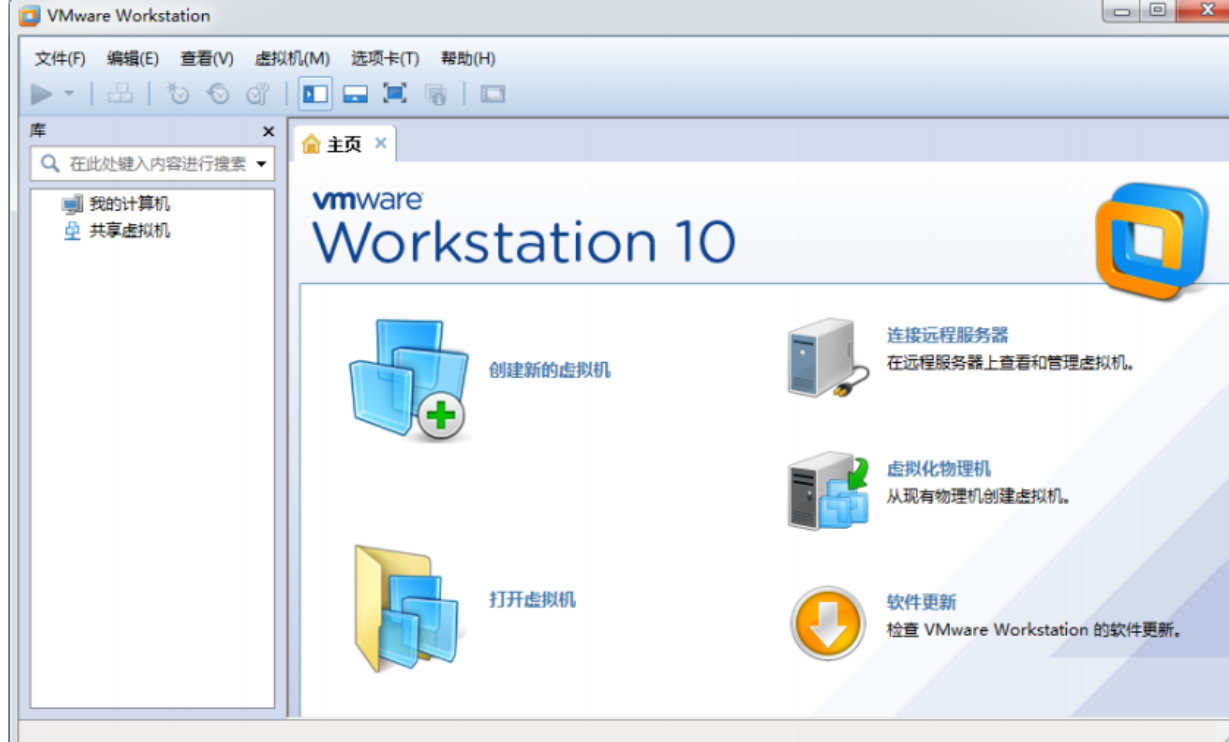 VMware Workstation
文件(F) 编辑(E) 查看(V) 虚拟机(M) 选项卡(T) 帮助(H)
库
在此处键入内容进行搜索
我的计算机
共享虚拟机
主页
vmware
Workstation 10
创建新的虚拟机
连接远程服务器
在远程服务器上查看和管理虚拟机。
虚拟化物理机
从现有物理机创建虚拟机。
打开虚拟机
软件更新
检查 VMware Workstation 的软件更新。